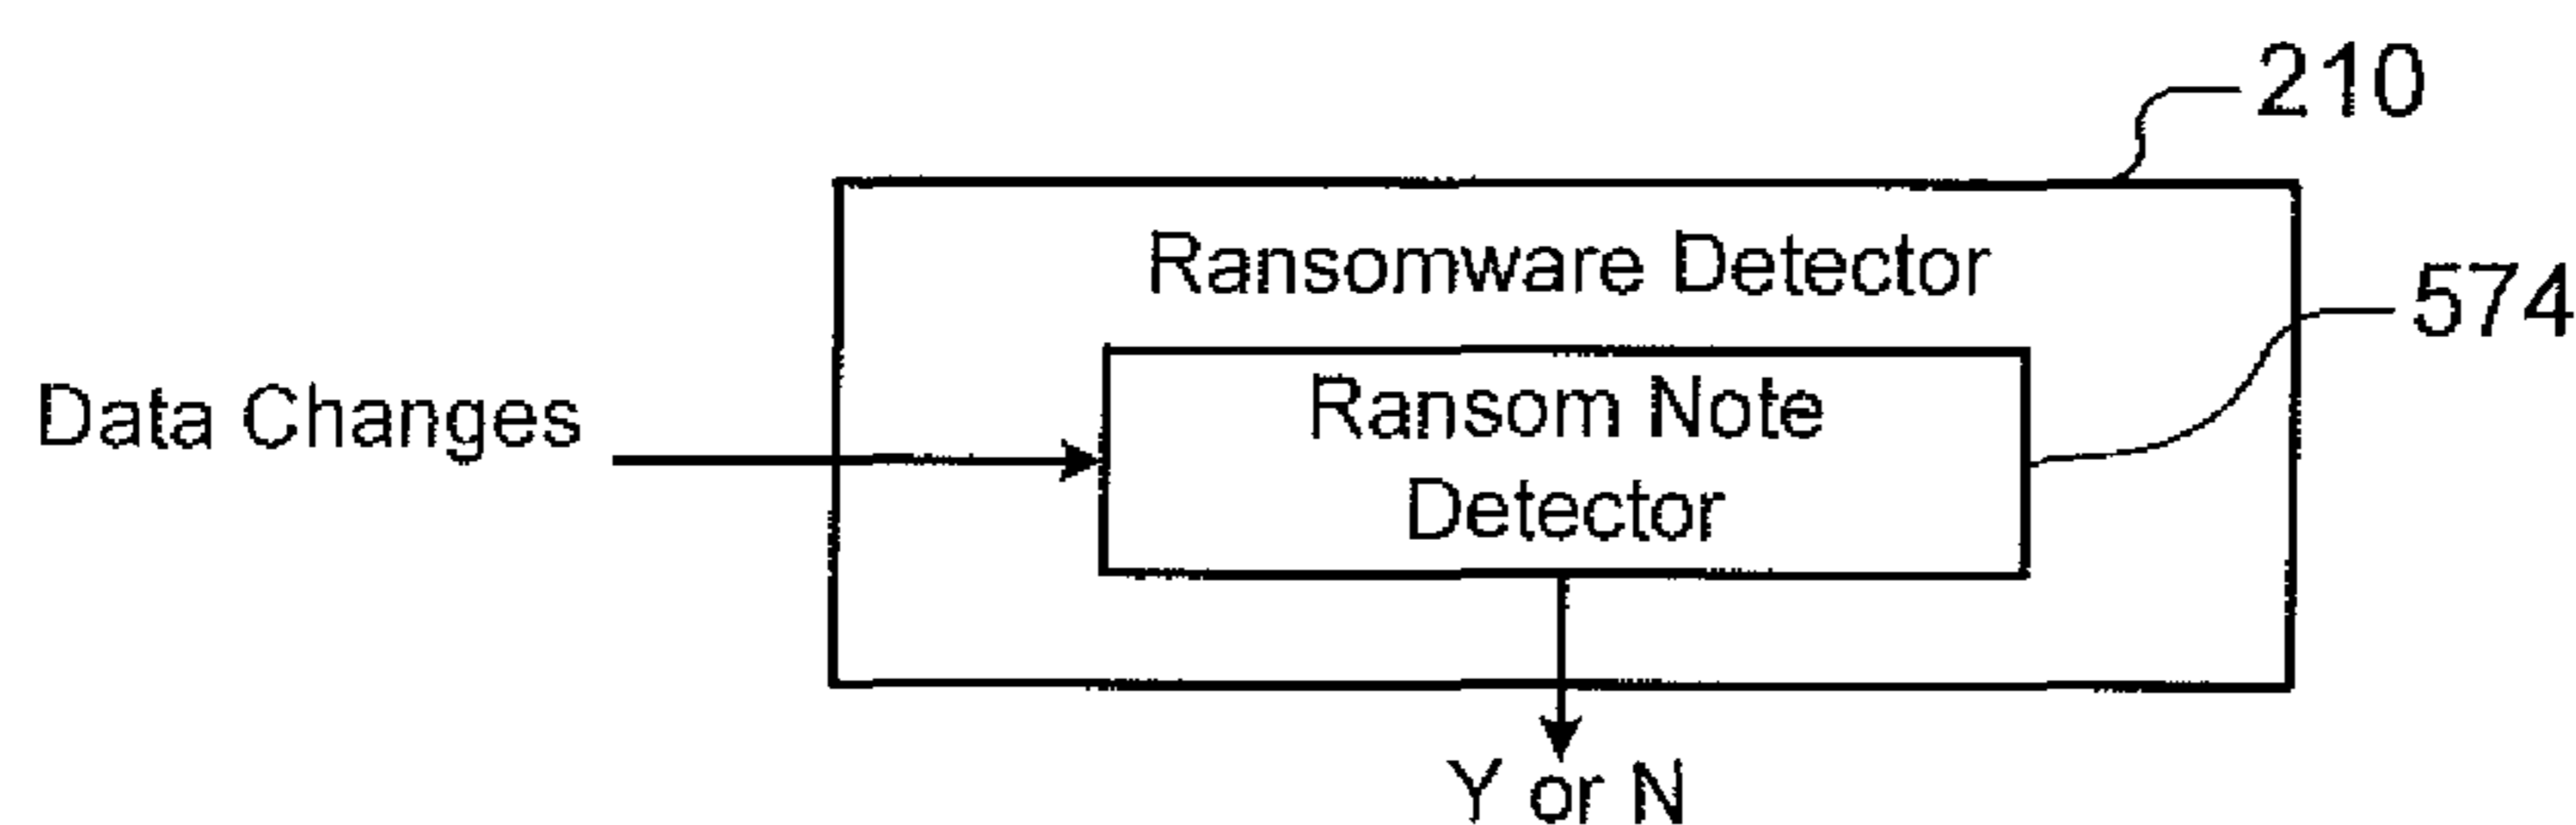 210
Ransomware Detector
574
Data Changes
Ransom Note
Detector
Y or N